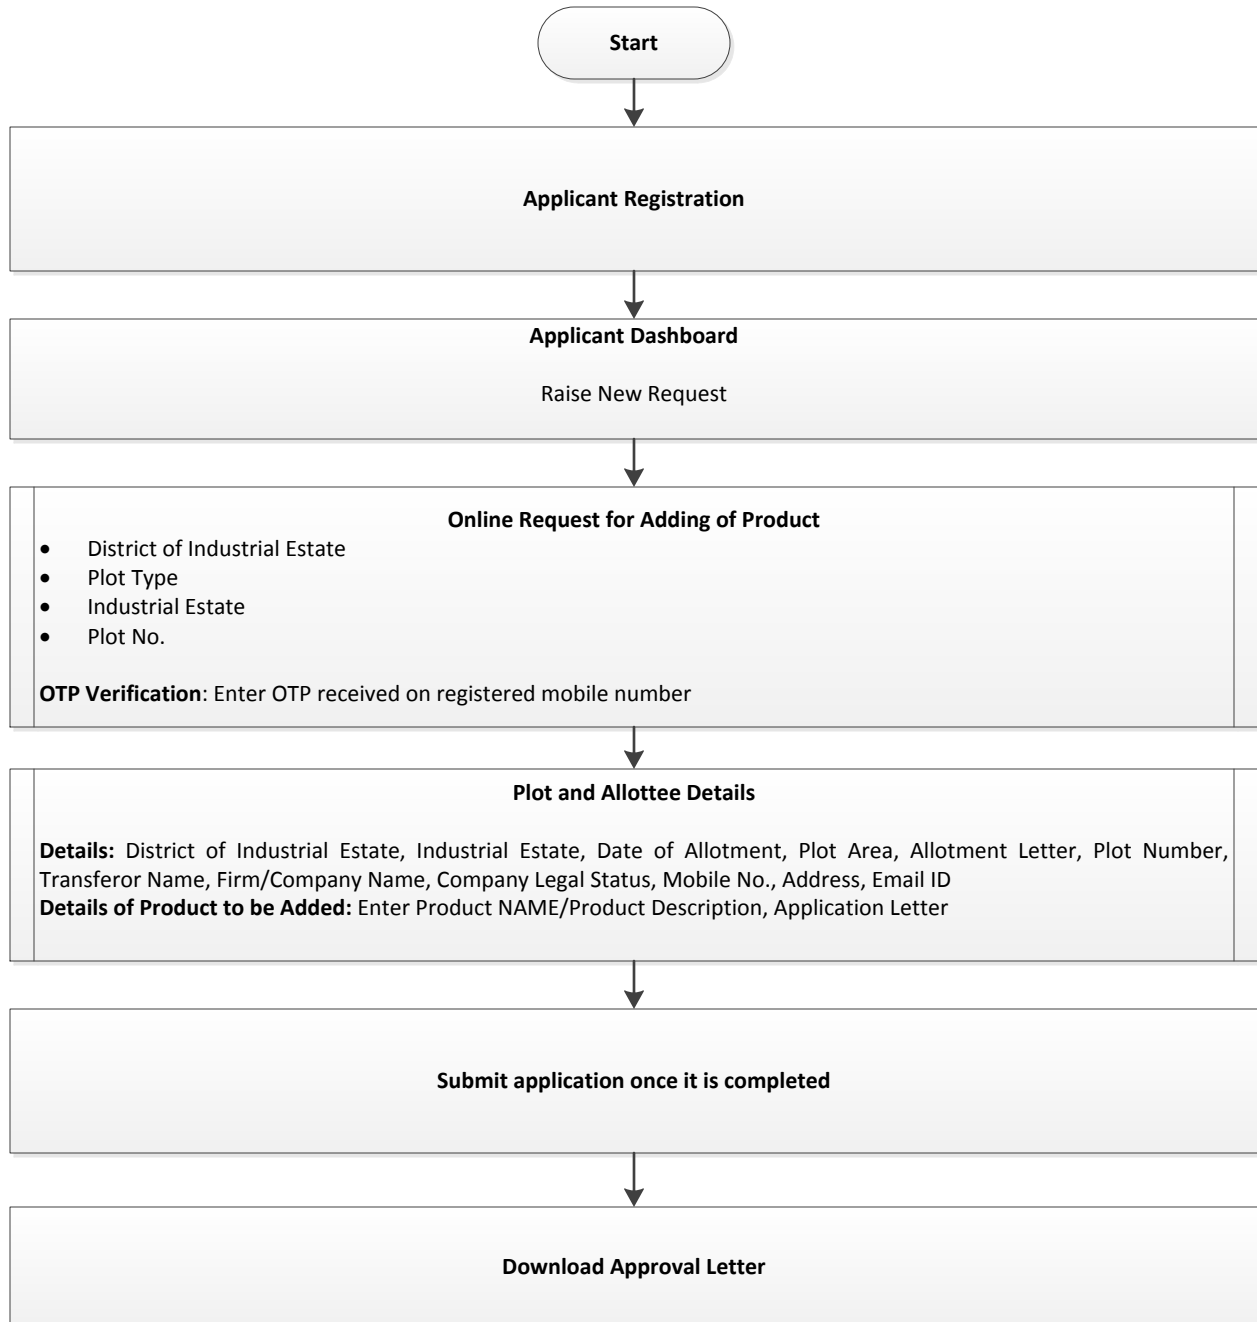 Start
Applicant Registration
Applicant Dashboard
Raise New Request
Online Request for Adding of Product
• District of Industrial Estate
• Plot Type
• Industrial Estate
• Plot No.
OTP Verification: Enter OTP received on registered mobile number
Plot and Allottee Details
Details: District of Industrial Estate, Industrial Estate, Date of Allotment, Plot Area, Allotment Letter, Plot Number,
Transferor Name, Firm/Company Name, Company Legal Status, Mobile No., Address, Email ID
Details of Product to be Added: Enter Product NAME/Product Description, Application Letter
Submit application once it is completed
Download Approval Letter